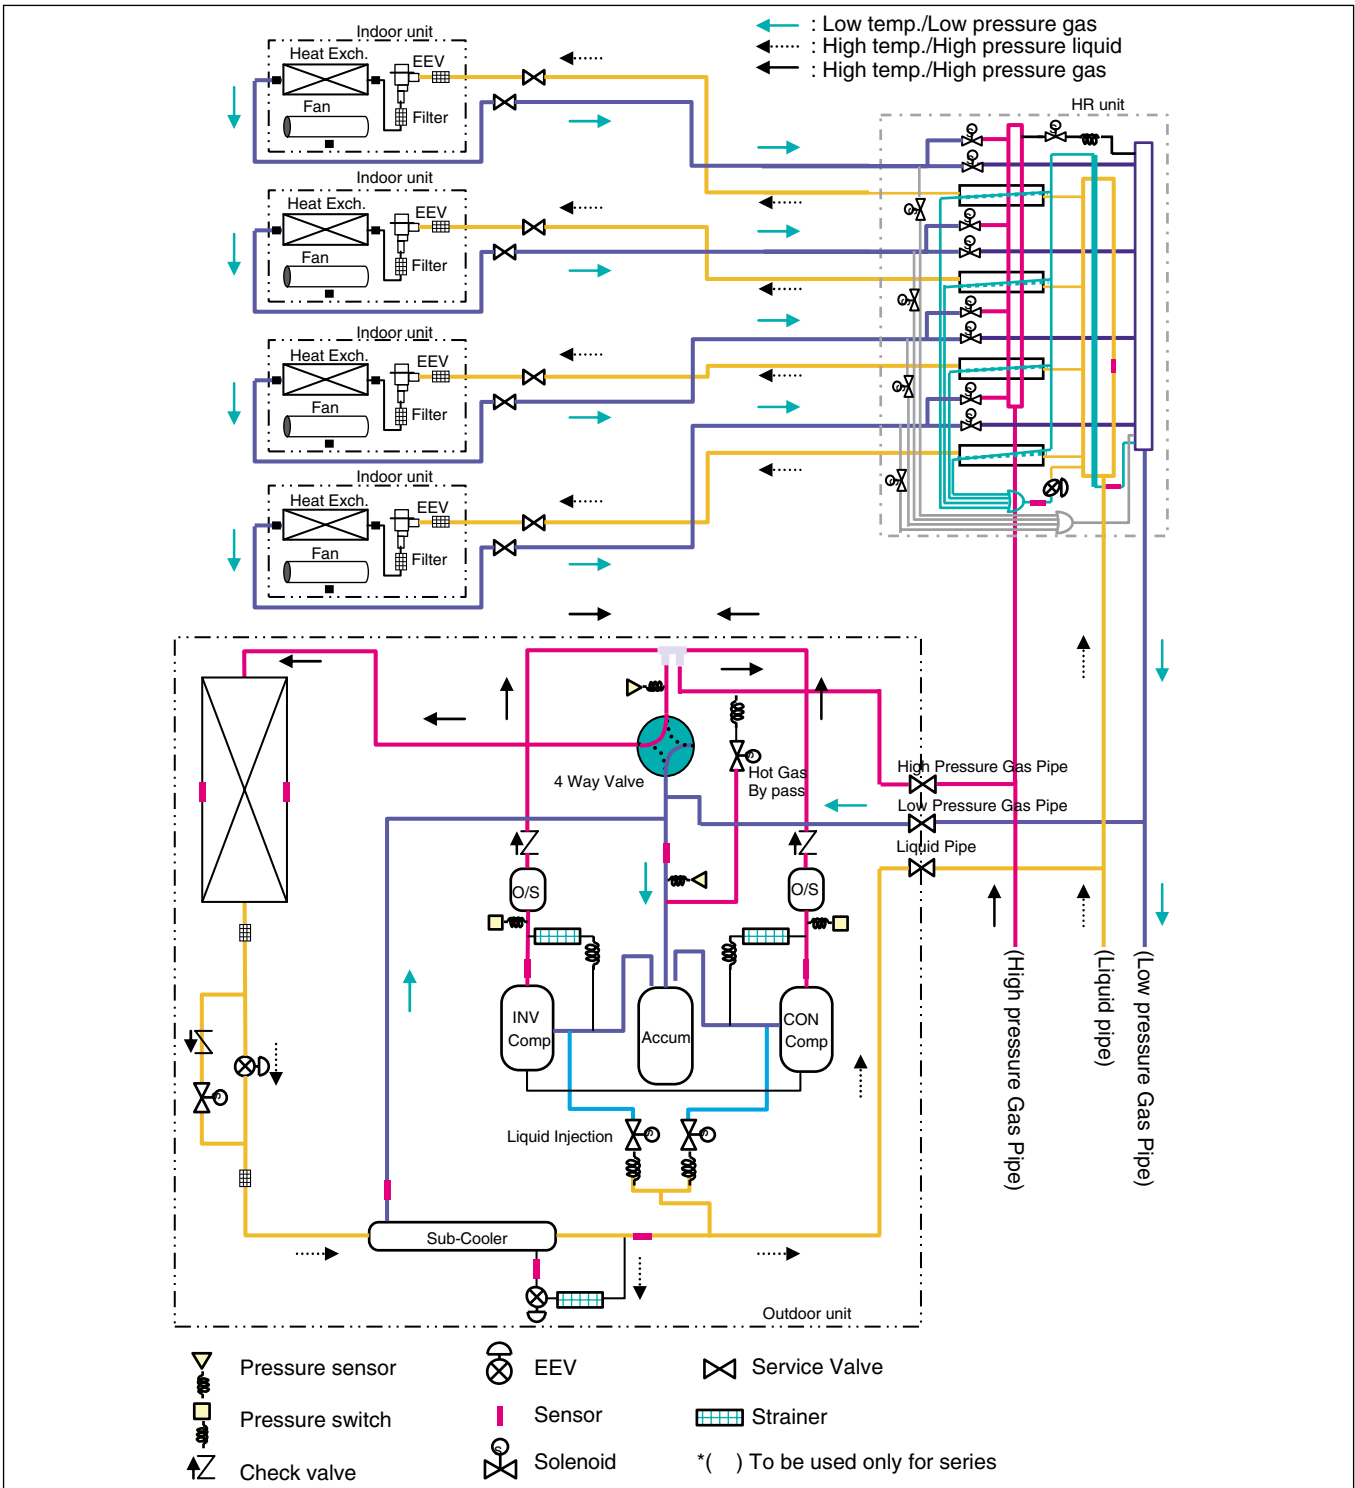 : Low temp./Low pressure gas
: High temp./High pressure liquid
: High temp./High pressure gas
Indoor unit
Heat Exch.
EEV
Fan
Filter
HR unit
Indoor unit
Heat Exch.
EEV
Fan
Filter
Indoor unit
Heat Exch.
EEV
Fan
Filter
Indoor unit
Heat Exch.
EEV
Fan
Filter
4 Way Valve
Hot Gas
By pass
High Pressure Gas Pipe
Low Pressure Gas Pipe
Liquid Pipe
O/S
O/S
INV
Comp
Accum
CON
Comp
(High pressure Gas Pipe)
(Liquid pipe)
(Low pressure Gas Pipe)
Liquid Injection
Sub-Cooler
Outdoor unit
Pressure sensor
EEV
Service Valve
Pressure switch
Sensor
Strainer
Check valve
Solenoid
*( ) To be used only for series